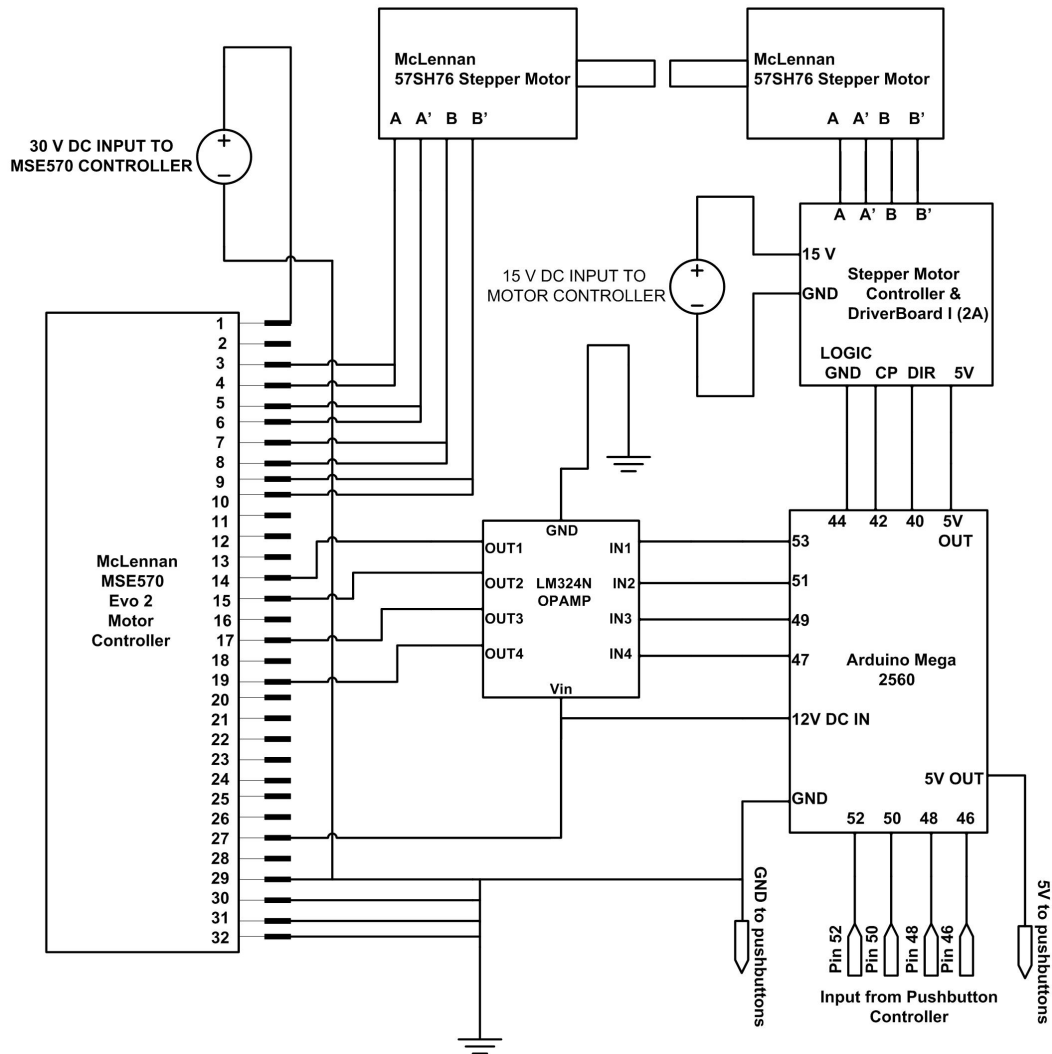 McLennan
57SH76 Stepper Motor
A A' B B'
McLennan
57SH76 Stepper Motor
A A' B B'
30 V DC INPUT TO
MSE570 CONTROLLER
+
−
A A' B B'
15 V
GND
Stepper Motor
Controller &
DriverBoard I (2A)
LOGIC
GND CP DIR 5V
15 V DC INPUT TO
MOTOR CONTROLLER
+
−
1
2
3
4
5
6
7
8
9
10
11
12
13
14
15
16
17
18
19
20
21
22
23
24
25
26
27
28
29
30
31
32
McLennan
MSE570
Evo 2
Motor
Controller
GND
OUT1
OUT2
OUT3
OUT4
LM324N
OPAMP
IN1
IN2
IN3
IN4
Vin
44 42 40 5V
OUT
53
51
49
47
Arduino Mega
2560
12V DC IN
5V OUT
GND
52 50 48 46
GND to pushbuttons
Pin 52
Pin 50
Pin 48
Pin 46
5V to pushbuttons
Input from Pushbutton
Controller